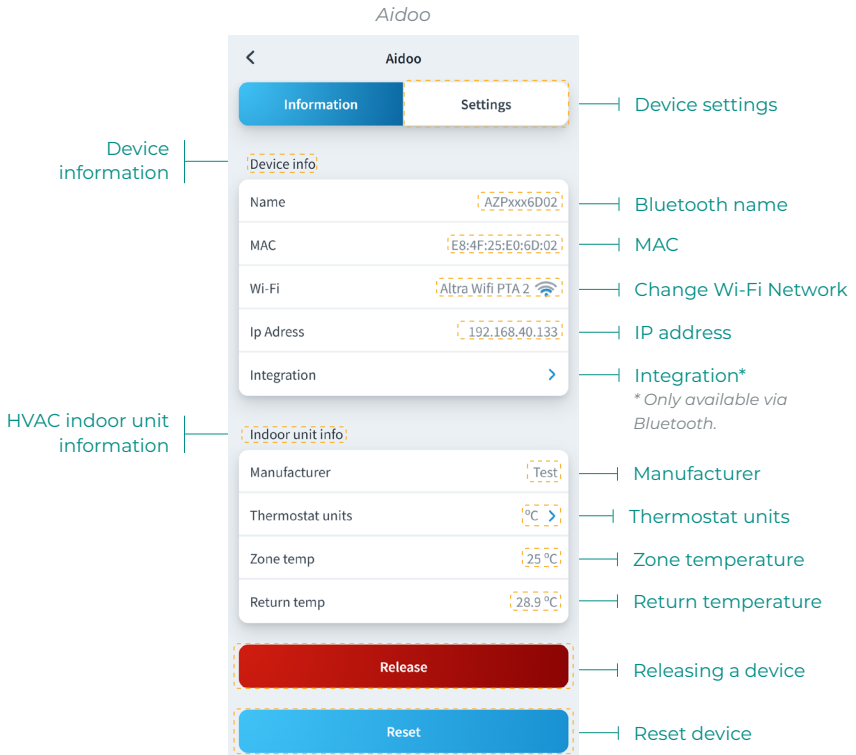 Aidoo
Aidoo
Information
Settings
Device settings
Device
information
Device info
Name
AZPxxx6D02
Bluetooth name
MAC
E8:4F:25:E0:6D:02
MAC
Wi-Fi
Altra Wifi PTA 2
Change Wi-Fi Network
Ip Adress
192.168.40.133
IP address
Integration
Integration*
* Only available via
Bluetooth.
HVAC indoor unit
information
Indoor unit info
Manufacturer
Test
Manufacturer
Thermostat units
ºC
Thermostat units
Zone temp
25 ºC
Zone temperature
Return temp
28.9 ºC
Return temperature
Release
Releasing a device
Reset
Reset device